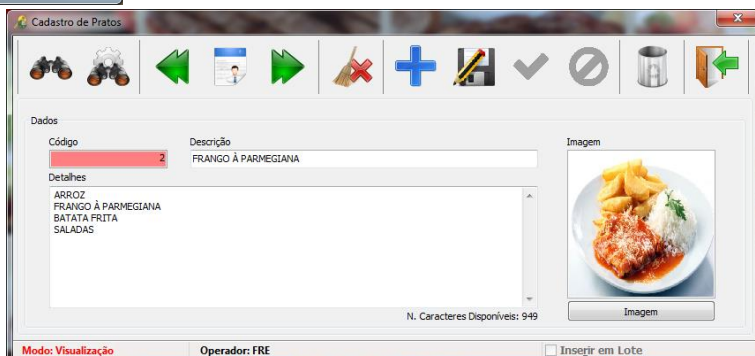 Cadastro de Pratos
Dados
Código
Descrição
Imagem
2
FRANGO À PARMEGIANA
Detalhes
ARROZ
FRANGO À PARMEGIANA
BATATA FRITA
SALADAS
N. Caracteres Disponíveis: 949
Imagem
Modo: Visualização
Operador: FRE
Inserir em Lote